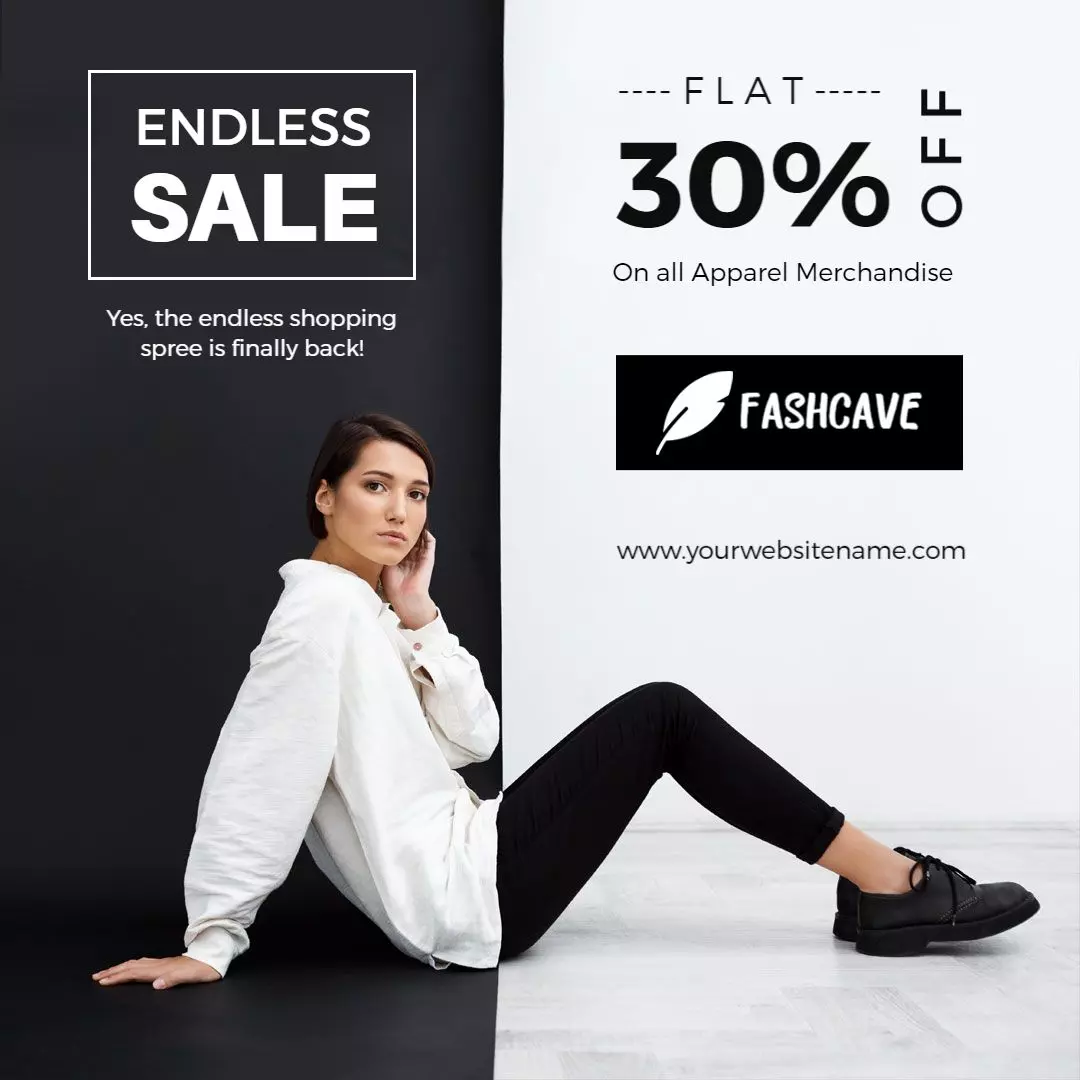 ENDLESS
SALE
Yes, the endless shopping
spree is finally back!
---- FLAT -----
30% OFF
On all Apparel Merchandise
FASHCAVE
www.yourwebsitename.com